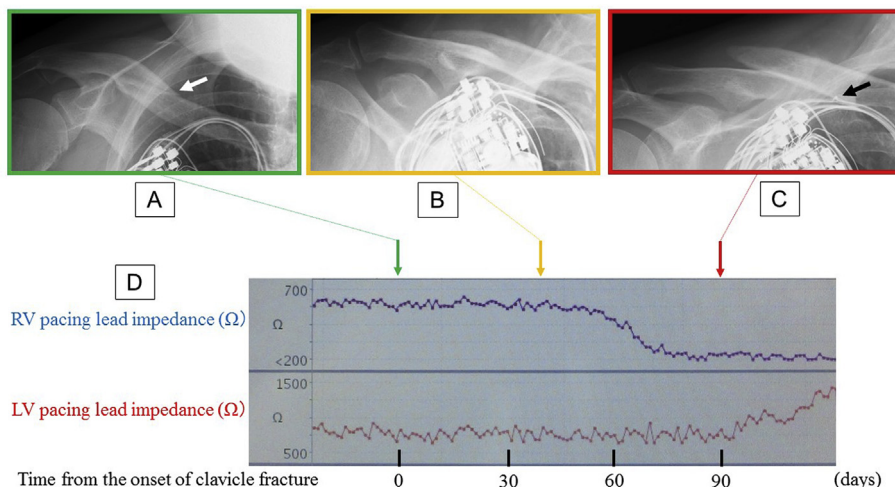 A
B
C
D
RV pacing lead impedance (Ω)
700
Ω
<200
LV pacing lead impedance (Ω)
1500
Ω
500
Time from the onset of clavicle fracture 0 30 60 90 (days)